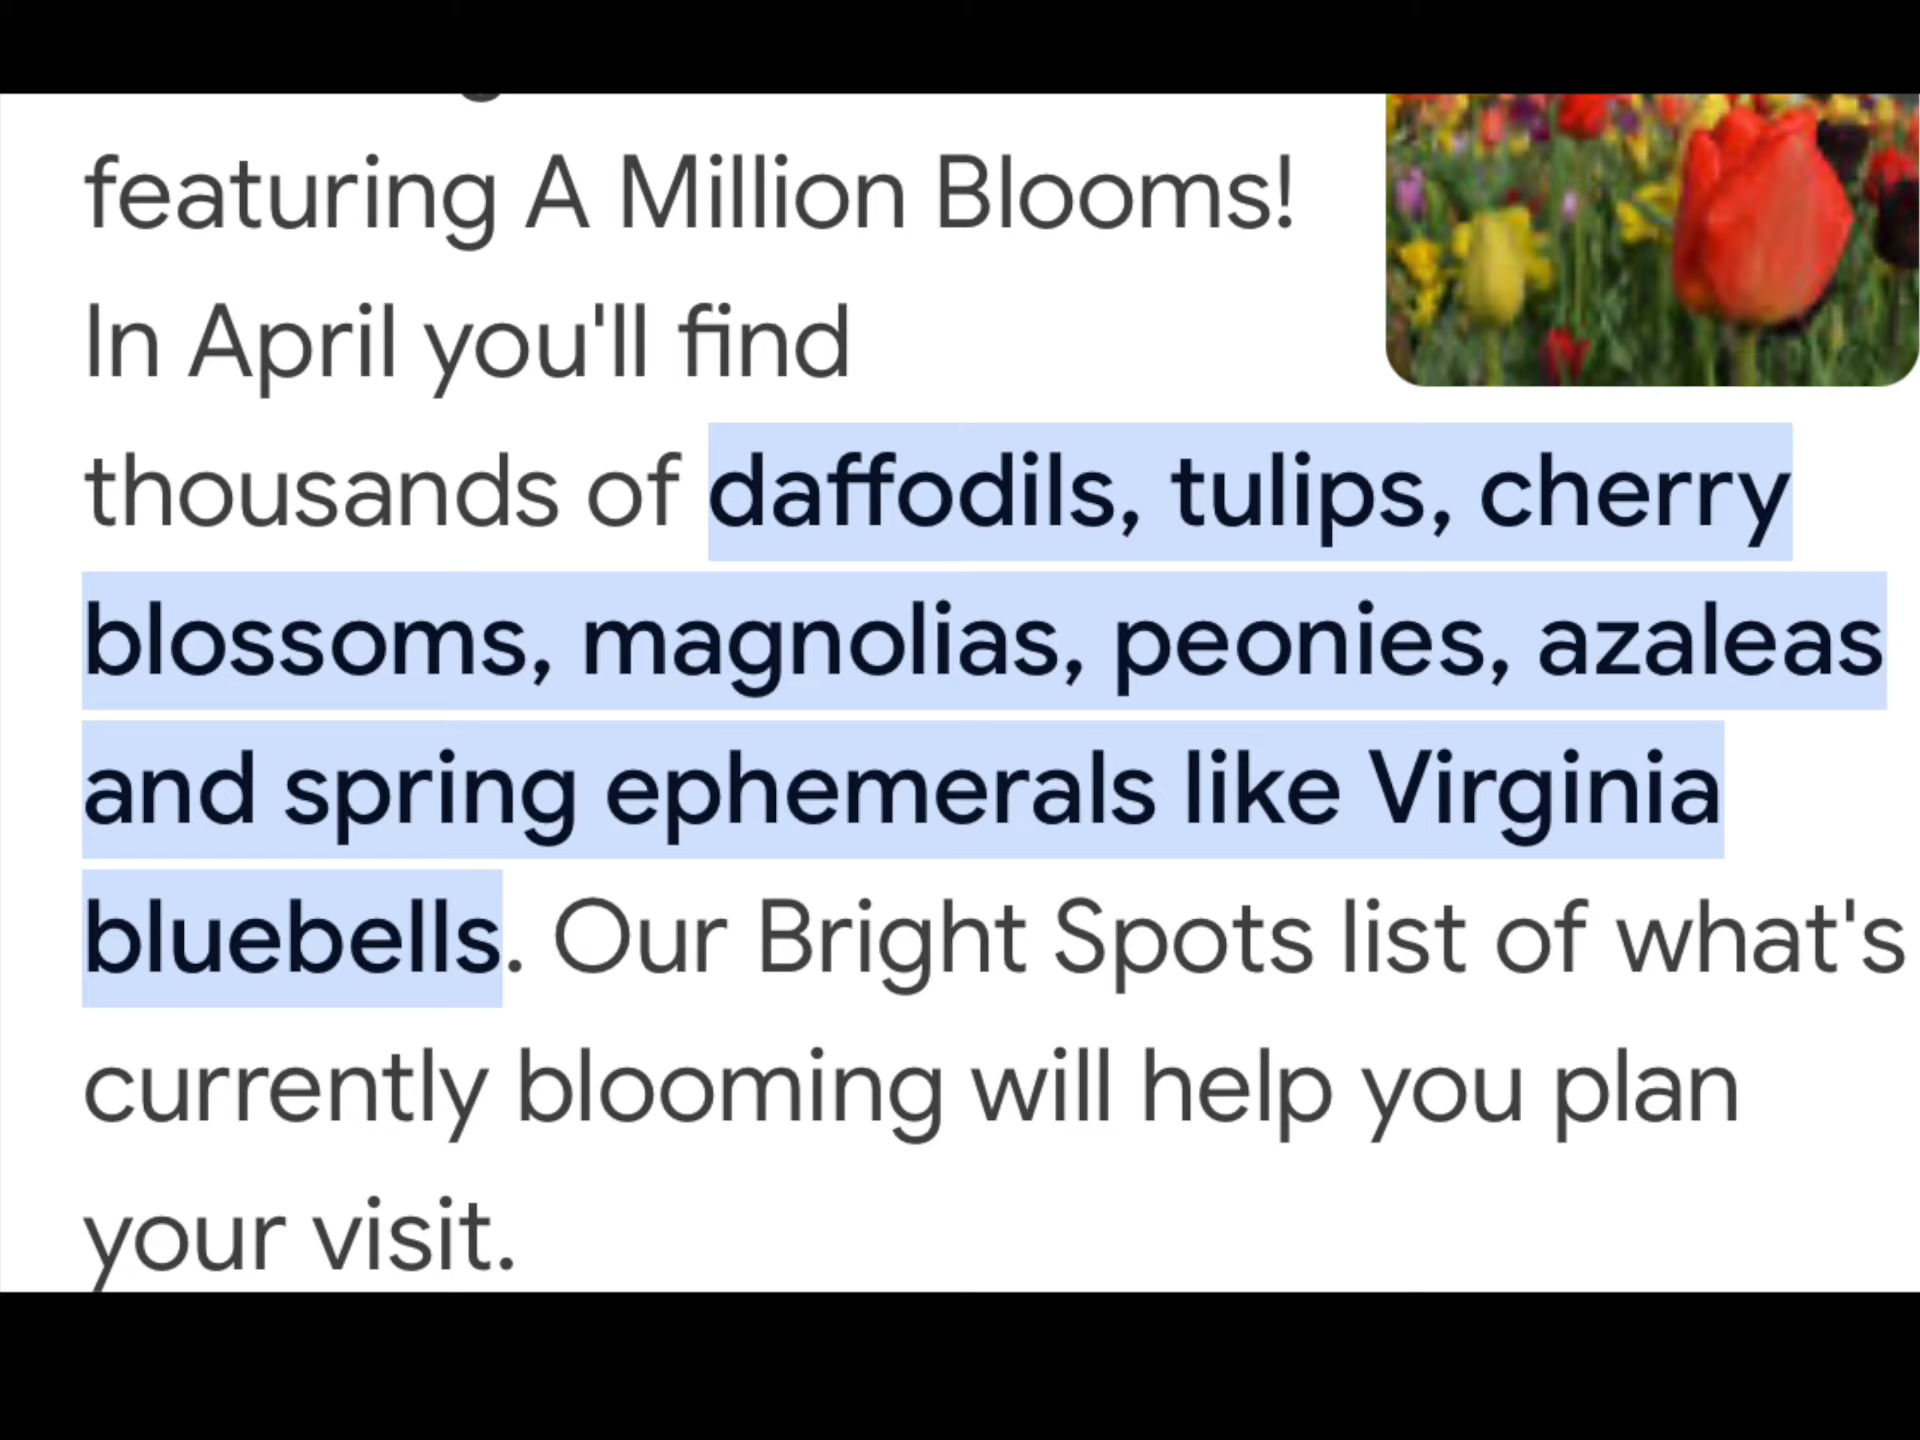 featuring A Million Blooms!
In April you'll find
thousands of daffodils, tulips, cherry
blossoms, magnolias, peonies, azaleas
and spring ephemerals like Virginia
bluebells. Our Bright Spots list of what's
currently blooming will help you plan
your visit.